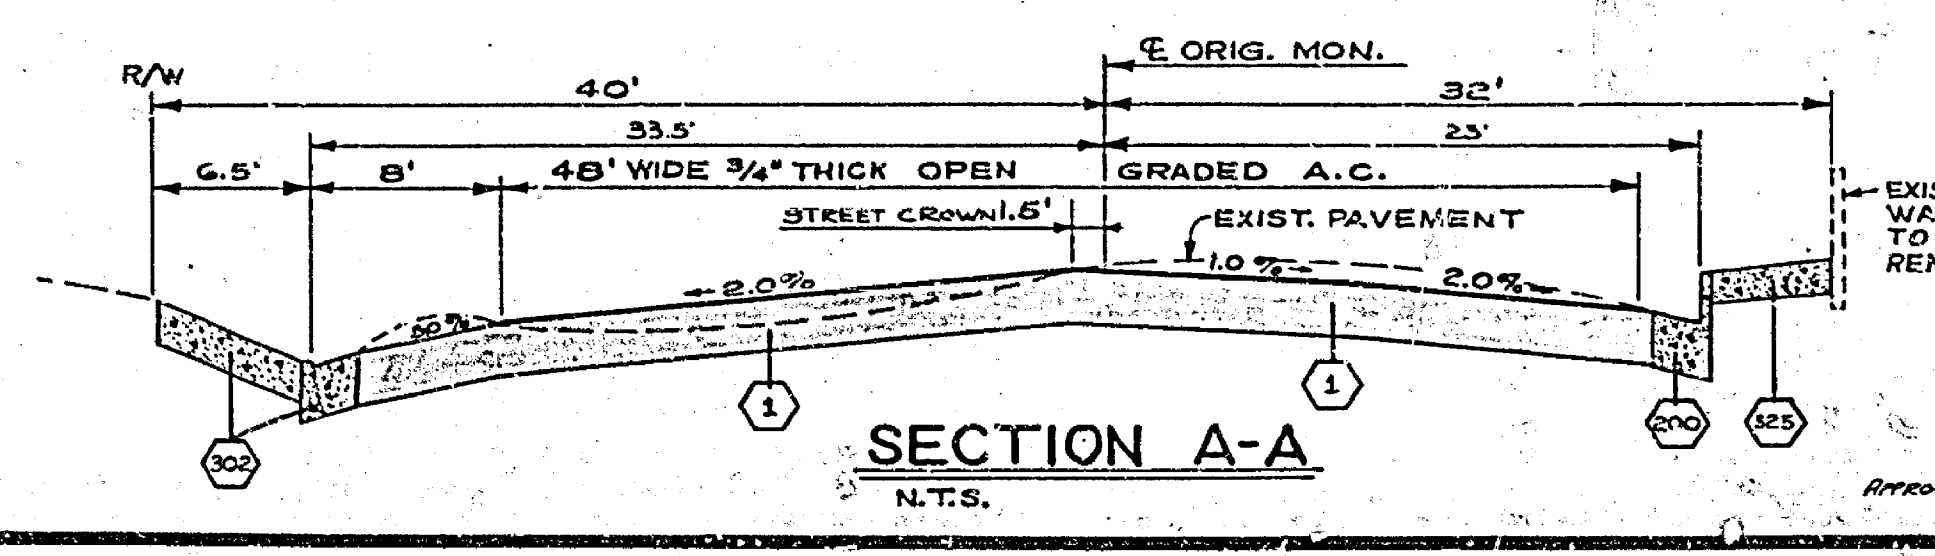 ℄ ORIG. MON.
R/W
40'
32'
33.5'
6.5'
8'
48' WIDE 3/4" THICK OPEN GRADED A.C.
STREET CROWN 1.5'
EXIST. PAVEMENT
2.0%
1.0%
2.0%
1
1
200
325
302
SECTION A-A
N.T.S.